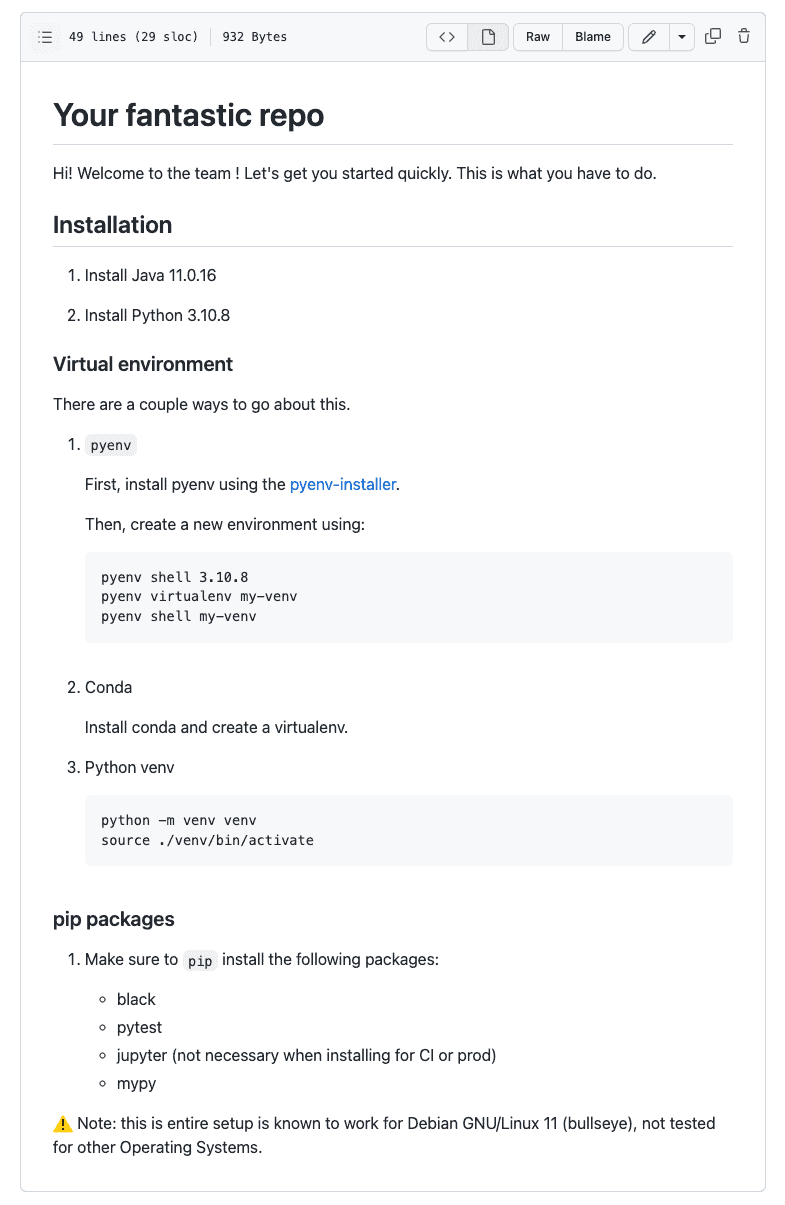 49 lines (29 sloc) 932 Bytes <> Raw Blame
Your fantastic repo
Hi! Welcome to the team ! Let's get you started quickly. This is what you have to do.
Installation
1. Install Java 11.0.16
2. Install Python 3.10.8
Virtual environment
There are a couple ways to go about this.
1. pyenv
First, install pyenv using the pyenv-installer.
Then, create a new environment using:
pyenv shell 3.10.8
pyenv virtualenv my-venv
pyenv shell my-venv
2. Conda
Install conda and create a virtualenv.
3. Python venv
python -m venv venv
source ./venv/bin/activate
pip packages
1. Make sure to pip install the following packages:
black
pytest
jupyter (not necessary when installing for CI or prod)
mypy
⚠️ Note: this is entire setup is known to work for Debian GNU/Linux 11 (bullseye), not tested
for other Operating Systems.